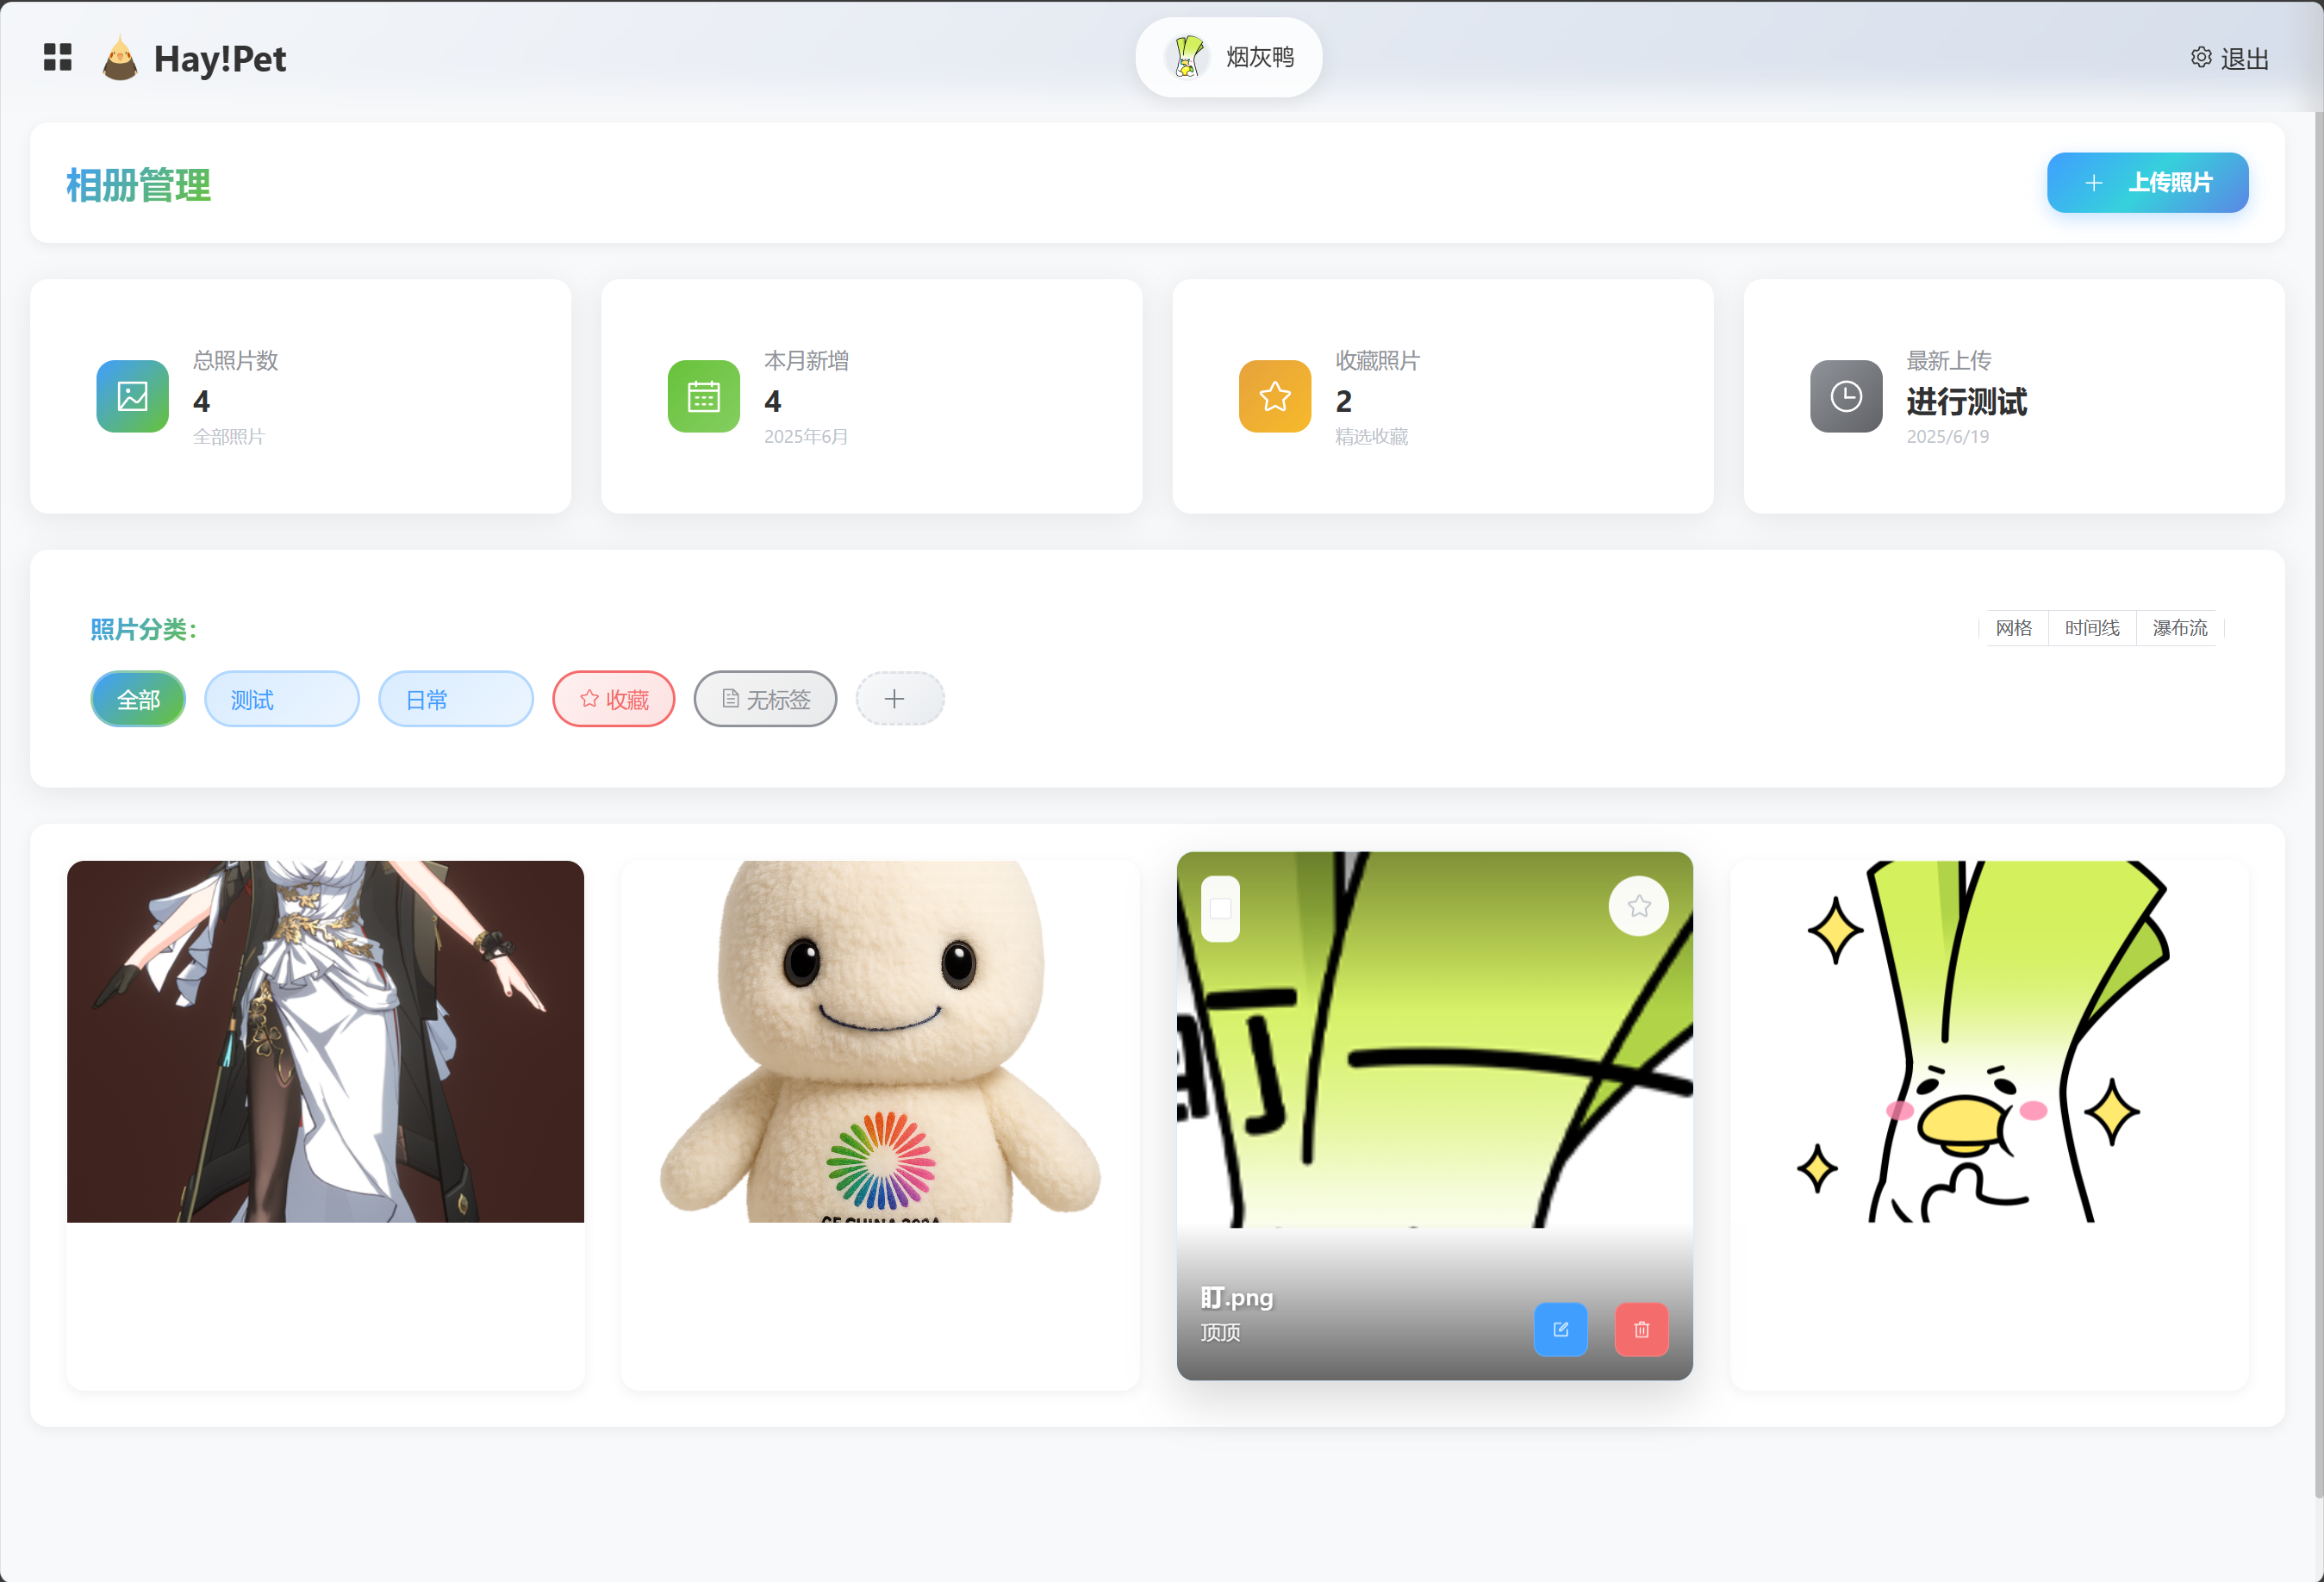 Hay!Pet
烟灰鸭
退出
相册管理
上传照片
总照片数
4
全部照片
本月新增
4
2025年6月
收藏照片
2
精选收藏
最新上传
进行测试
2025/6/19
照片分类：
网格 时间线 瀑布流
全部 测试 日常 收藏 无标签
盯.png
顶顶